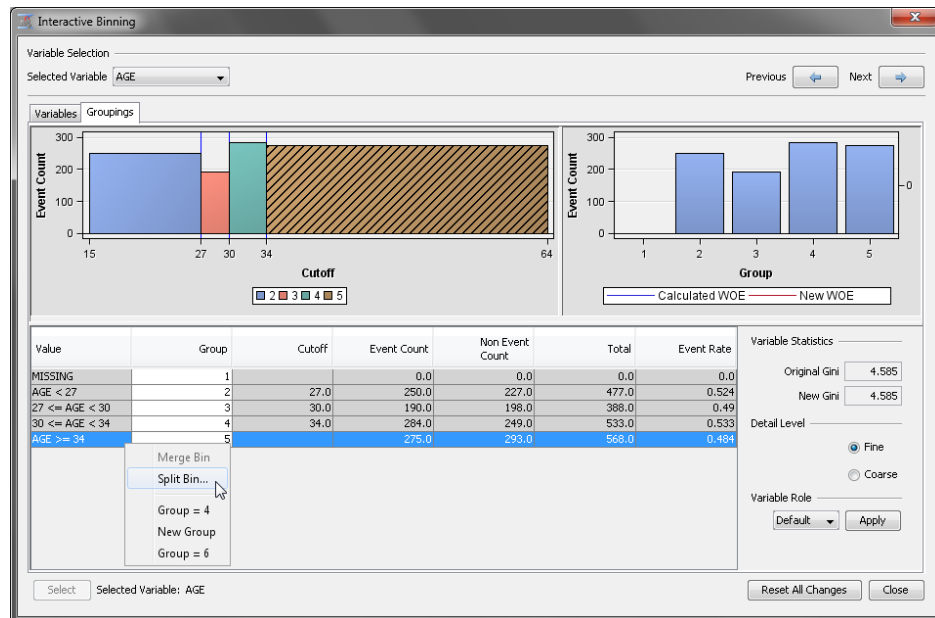 Interactive Binning
Variable Selection
Selected Variable AGE
Previous Next
Variables Groupings
300
200
100
0
Event Count
15 27 30 34 64
Cutoff
2 3 4 5
300
200
100
0
Event Count
0
1 2 3 4 5
Group
Calculated WOE New WOE
Value Group Cutoff Event Count Non Event Count Total Event Rate
MISSING 1 0.0 0.0 0.0 0.0
AGE < 27 2 27.0 250.0 227.0 477.0 0.524
27 <= AGE < 30 3 30.0 190.0 198.0 388.0 0.49
30 <= AGE < 34 4 34.0 284.0 249.0 533.0 0.533
AGE >= 34 5 275.0 293.0 568.0 0.484
Merge Bin
Split Bin...
Group = 4
New Group
Group = 6
Variable Statistics
Original Gini 4.585
New Gini 4.585
Detail Level
Fine
Coarse
Variable Role
Default Apply
Select Selected Variable: AGE
Reset All Changes Close